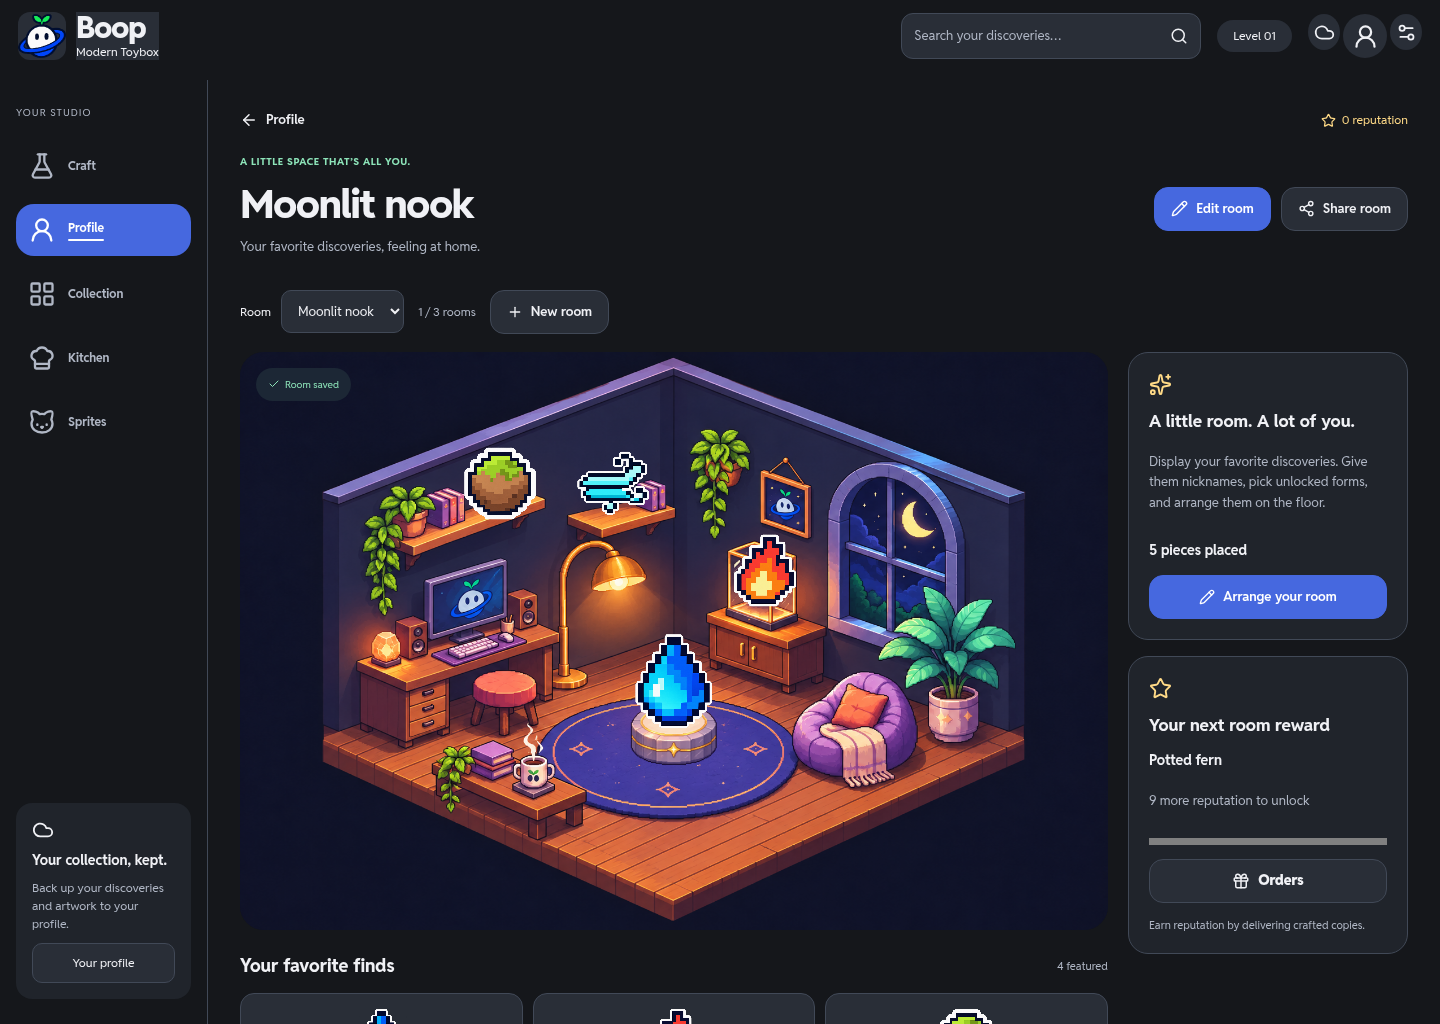 Boop
Modern Toybox
Search your discoveries...
Level 01
YOUR STUDIO
Craft
Profile
Collection
Kitchen
Sprites
Your collection, kept.
Back up your discoveries
and artwork to your
profile.
Your profile
Profile
0 reputation
A LITTLE SPACE THAT'S ALL YOU.
Moonlit nook
Your favorite discoveries, feeling at home.
Edit room
Share room
Room
Moonlit nook
1 / 3 rooms
New room
Room saved
A little room. A lot of you.
Display your favorite discoveries. Give
them nicknames, pick unlocked forms,
and arrange them on the floor.
5 pieces placed
Arrange your room
Your next room reward
Potted fern
9 more reputation to unlock
Orders
Earn reputation by delivering crafted copies.
Your favorite finds
4 featured